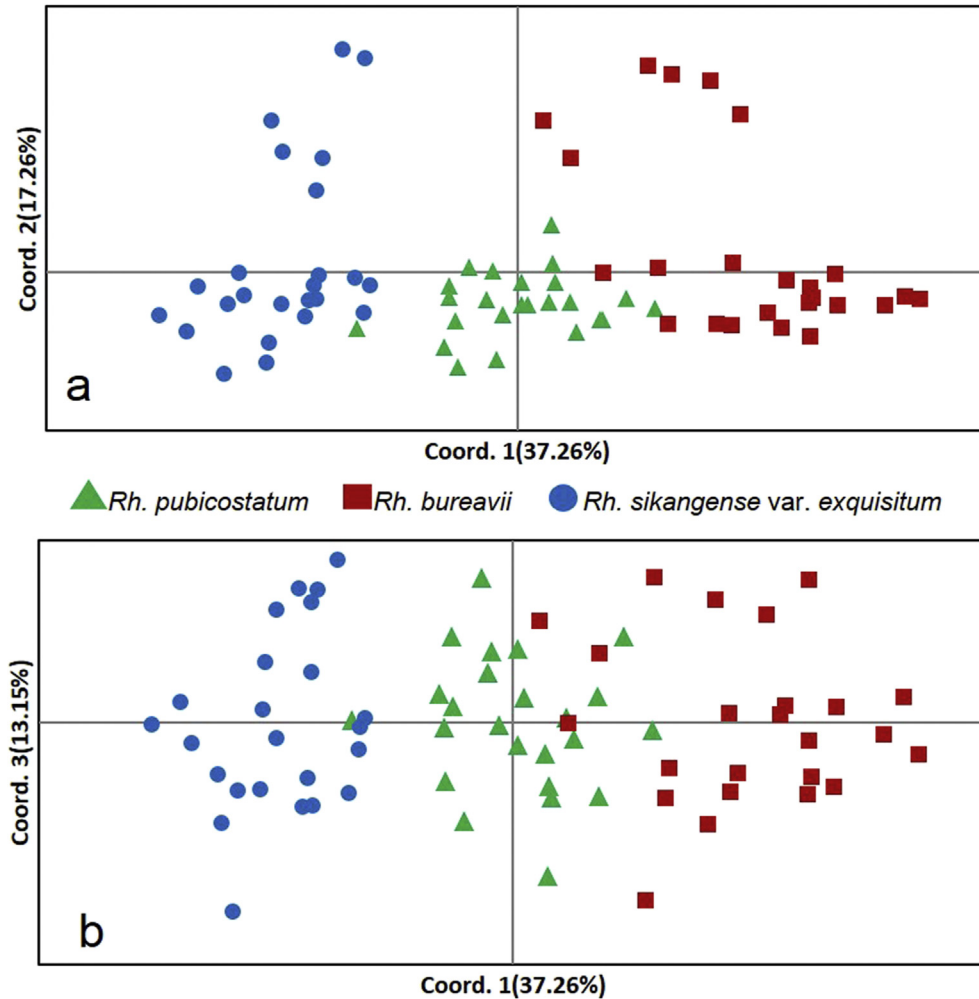 Coord. 2(17.26%)
a
Coord. 1(37.26%)
Rh. pubicostatum Rh. bureavii Rh. sikangense var. exquisitum
Coord. 3(13.15%)
b
Coord. 1(37.26%)